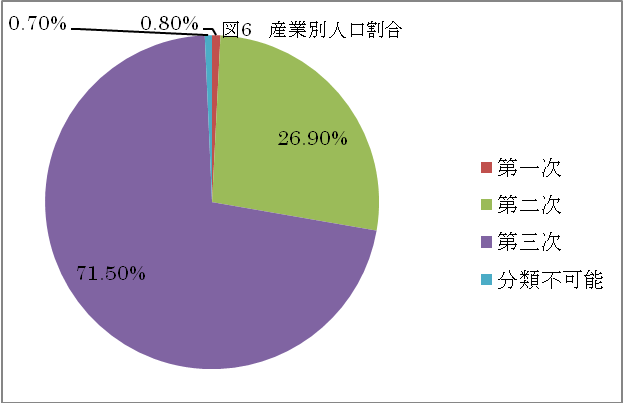 0.70%
0.80%
図6　産業別人口割合
26.90%
71.50%
第一次
第二次
第三次
分類不可能